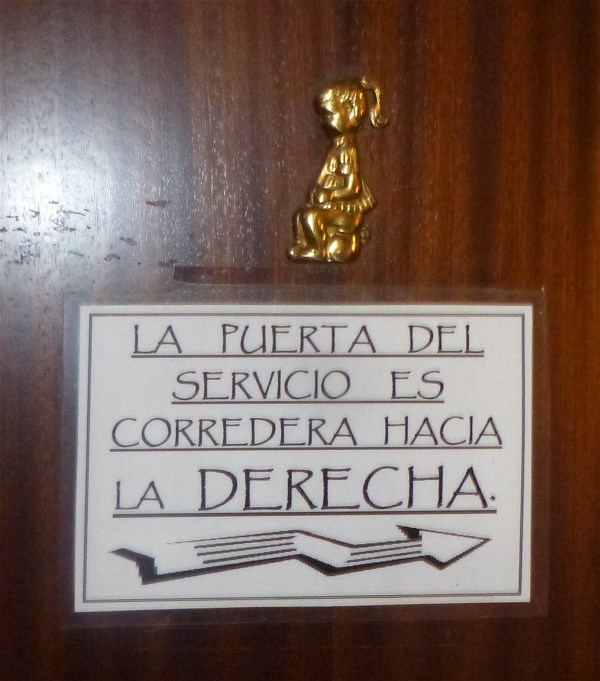 LA PUERTA DEL
SERVICIO ES
CORREDERA HACIA
LA DERECHA.